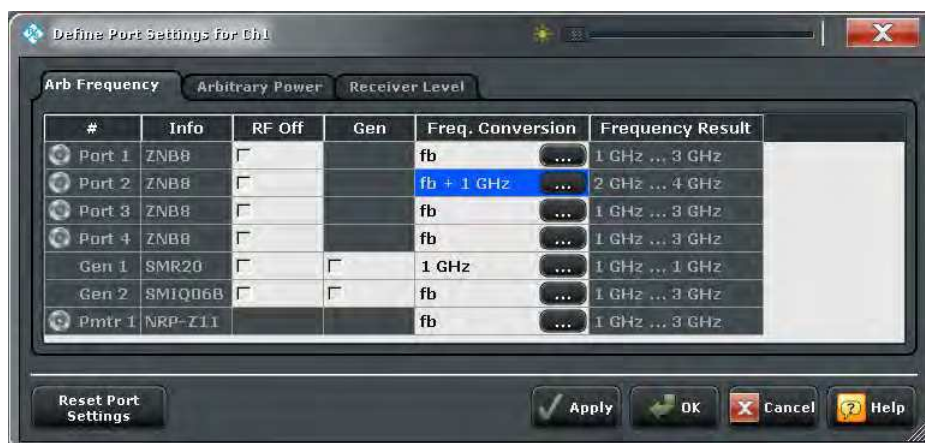 Define Port Settings for Ch1
Arb Frequency Arbitrary Power Receiver Level
# Info RF Off Gen Freq. Conversion Frequency Result
Port 1 ZNB8 fb ... 1 GHz ... 3 GHz
Port 2 ZNB8 fb + 1 GHz ... 2 GHz ... 4 GHz
Port 3 ZNB8 fb ... 1 GHz ... 3 GHz
Port 4 ZNB8 fb ... 1 GHz ... 3 GHz
Gen 1 SMR20 1 GHz ... 1 GHz ... 1 GHz
Gen 2 SMIQ06B fb ... 1 GHz ... 3 GHz
Pmtr 1 NRP-Z11 fb ... 1 GHz ... 3 GHz
Reset Port
Settings
Apply OK Cancel Help